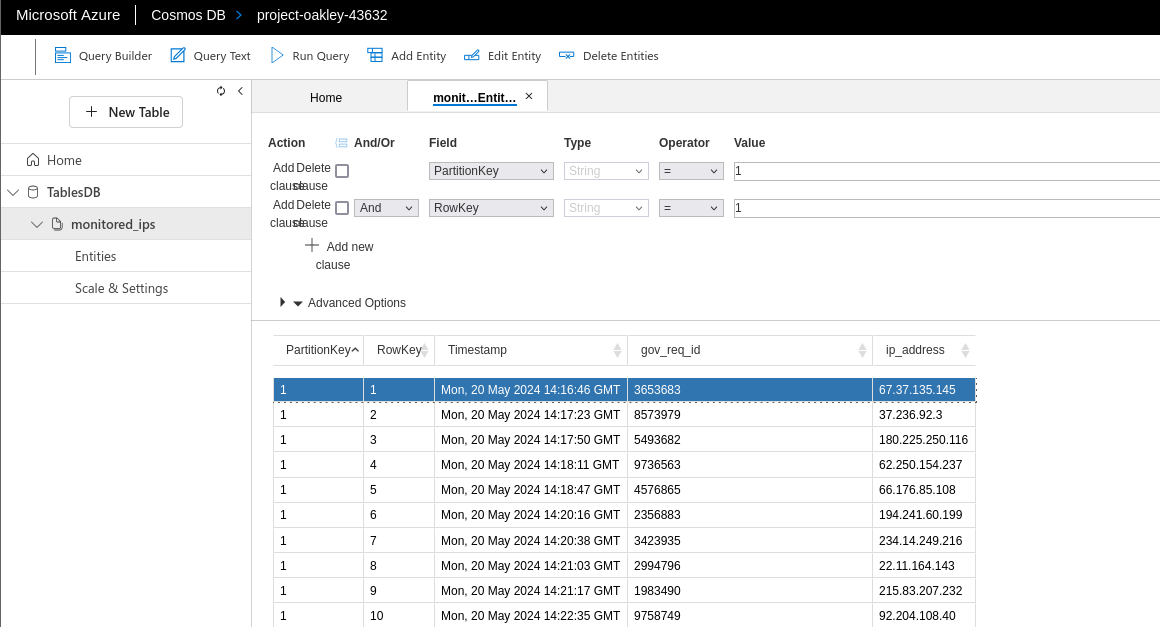 Microsoft Azure Cosmos DB > project-oakley-43632
Query Builder Query Text Run Query Add Entity Edit Entity Delete Entities
New Table
Home
TablesDB
monitored_ips
Entities
Scale & Settings
Home monit…Entit… ×
Action And/Or Field Type Operator Value
Add clause Delete clause PartitionKey String = 1
Add clause Delete clause And RowKey String = 1
Add new
clause
Advanced Options
PartitionKey RowKey Timestamp gov_req_id ip_address
1 1 Mon, 20 May 2024 14:16:46 GMT 3653683 67.37.135.145
1 2 Mon, 20 May 2024 14:17:23 GMT 8573979 37.236.92.3
1 3 Mon, 20 May 2024 14:17:50 GMT 5493682 180.225.250.116
1 4 Mon, 20 May 2024 14:18:11 GMT 9736563 62.250.154.237
1 5 Mon, 20 May 2024 14:18:47 GMT 4576865 66.176.85.108
1 6 Mon, 20 May 2024 14:20:16 GMT 2356883 194.241.60.199
1 7 Mon, 20 May 2024 14:20:38 GMT 3423935 234.14.249.216
1 8 Mon, 20 May 2024 14:21:03 GMT 2994796 22.11.164.143
1 9 Mon, 20 May 2024 14:21:17 GMT 1983490 215.83.207.232
1 10 Mon, 20 May 2024 14:22:35 GMT 9758749 92.204.108.40